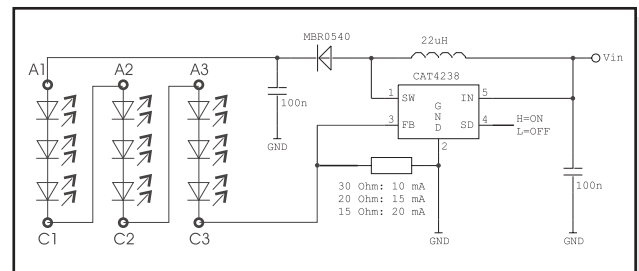 MBR0540
22uH
Vin
A1 A2 A3
CAT4238
100n
1 SW IN 5
GND
3 FB SD 4
H=ON
L=OFF
2
GND
30 Ohm: 10 mA
20 Ohm: 15 mA
15 Ohm: 20 mA
100n
C1 C2 C3
GND
GND